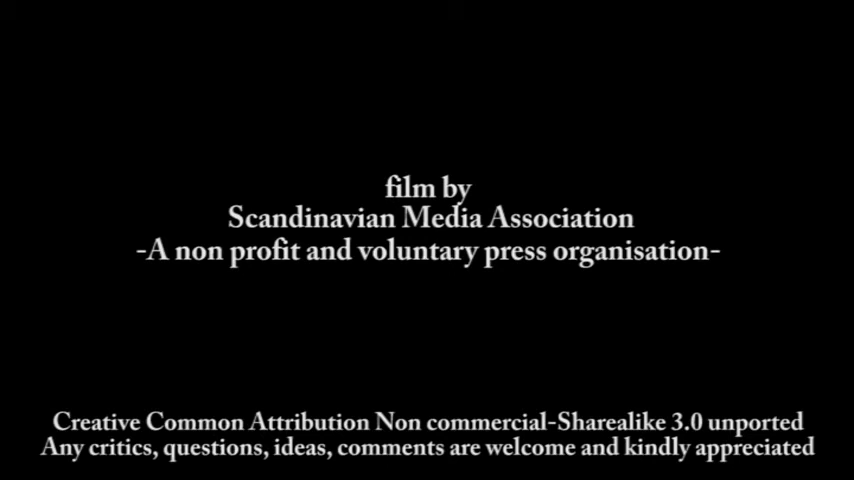 film by
Scandinavian Media Association
-A non profit and voluntary press organisation-
Creative Common Attribution Non commercial-Sharealike 3.0 unported
Any critics, questions, ideas, comments are welcome and kindly appreciated